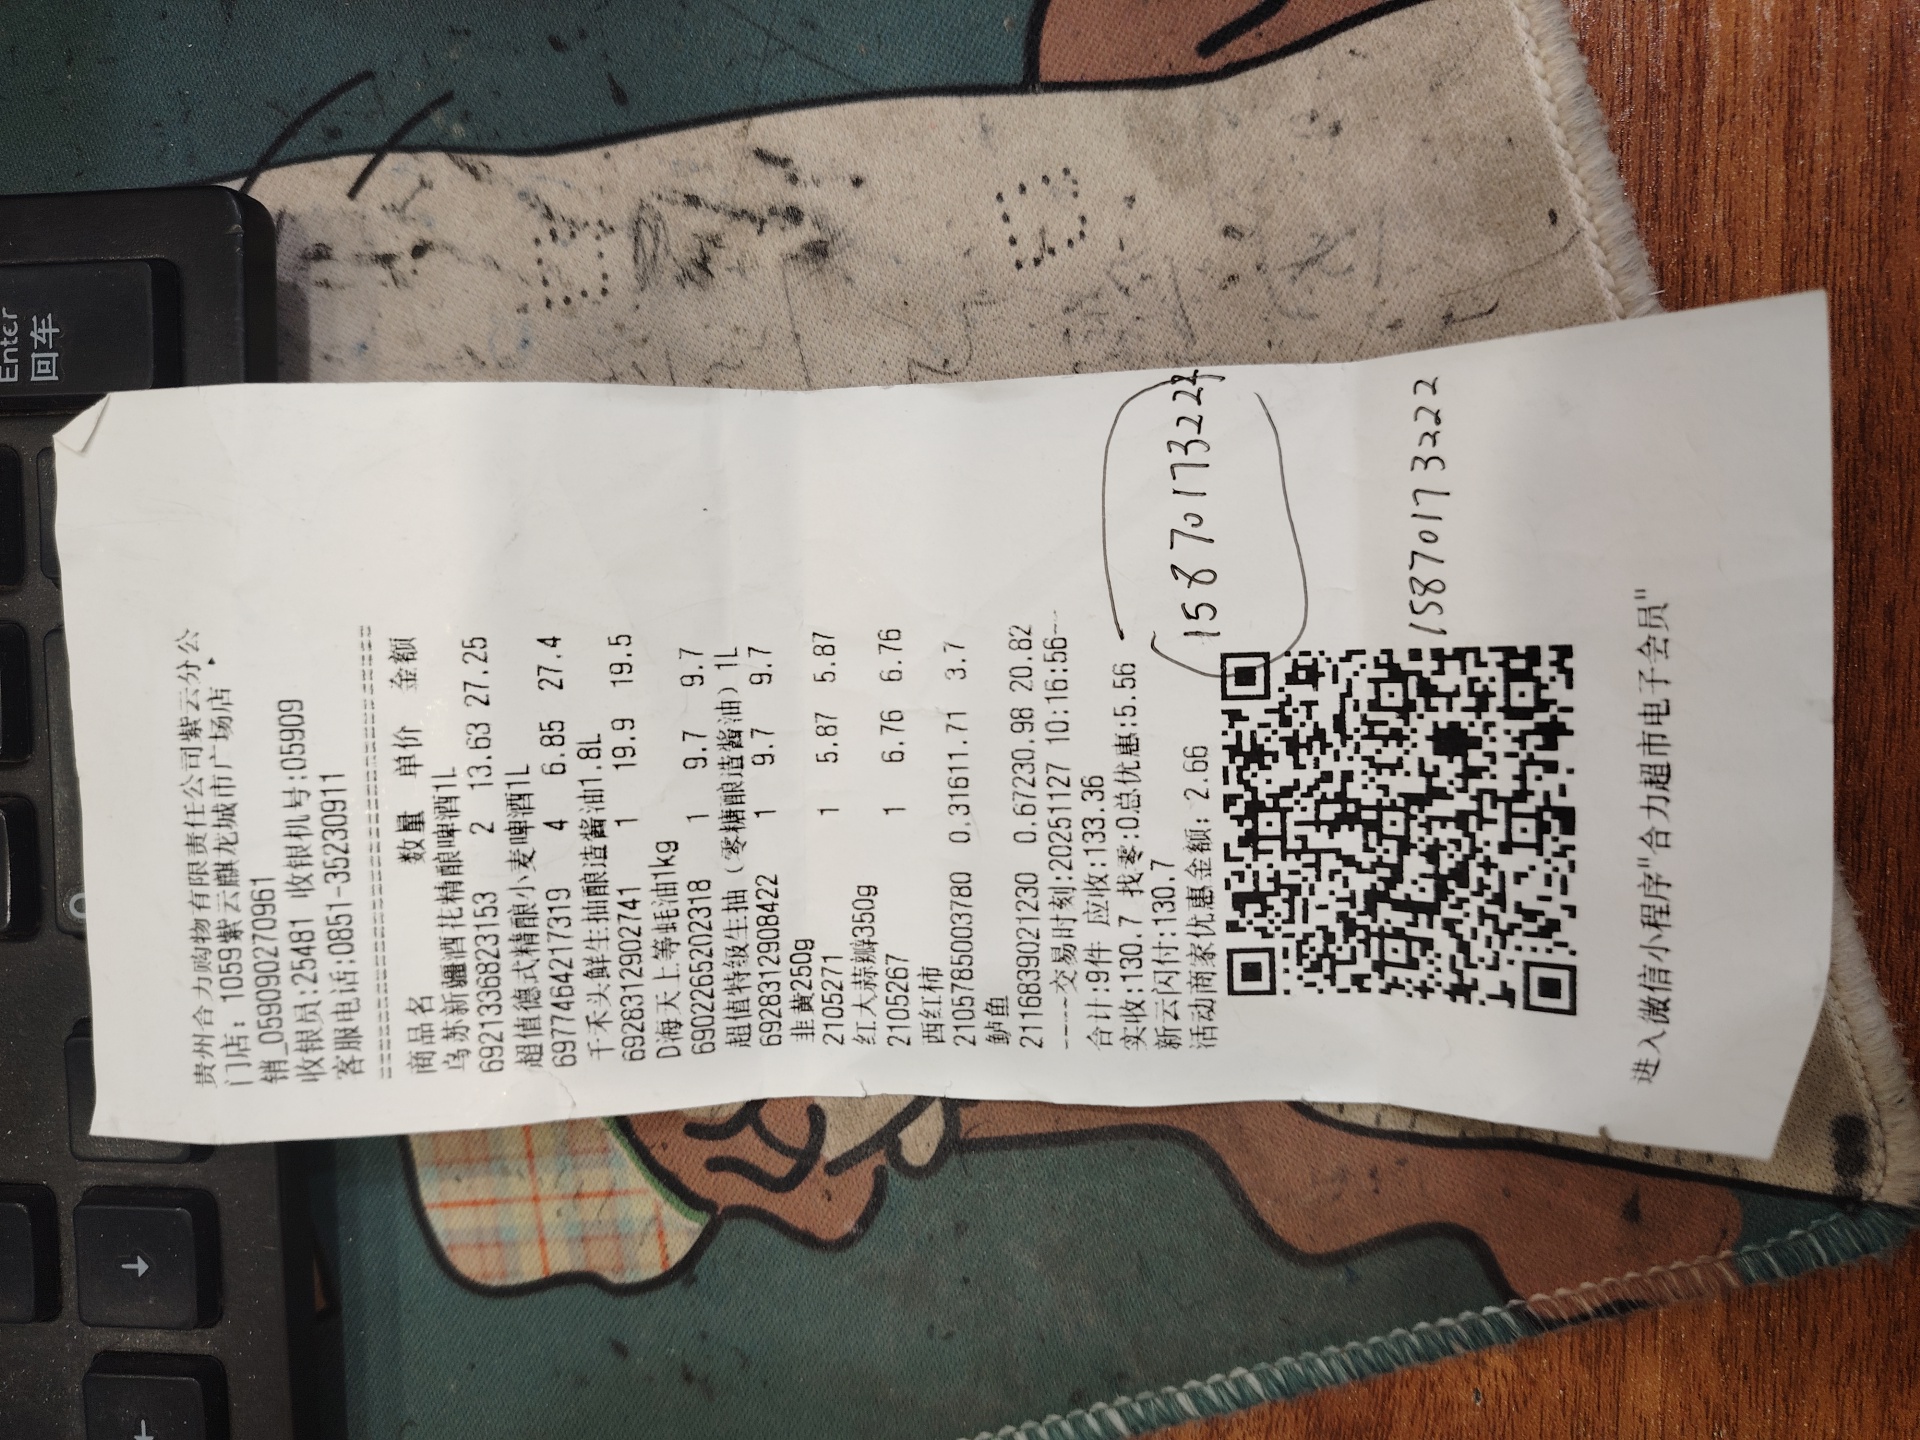 贵州合力购物有限责任公司紫云分公
门店: 1059紫云麒龙城市广场店
销_0590902709​61
收银员:25481 收银机号:05909
客服电话:0851-35230911
商品名 数量 单价 金额
乌苏新疆酒花精酿啤酒1L
6921336823153 2 13.63 27.25
超值德式精酿小麦啤酒1L
6977464217319 4 6.85 27.4
千禾头鲜生抽酿造酱油1.8L
6928312902741 1 19.9 19.5
D海天上等蚝油1kg
6902265202318 1 9.7 9.7
超值特级生抽（零糖酿造酱油）1L
6928312908422 1 9.7 9.7
韭黄250g
2105271 1 5.87 5.87
红大蒜瓣350g
2105267 1 6.76 6.76
西红柿
2105785003780 0.31611.71 3.7
鲈鱼
2116839021230 0.67230.98 20.82
-----交易时刻:20251127 10:16:56--
合计:9件 应收:133.36
实收:130.7 找零:0总优惠:5.56
新云闪付:130.7
活动商家优惠金额: 2.66
15870173222
进入微信小程序"合力超市电子会员"
Enter
回车